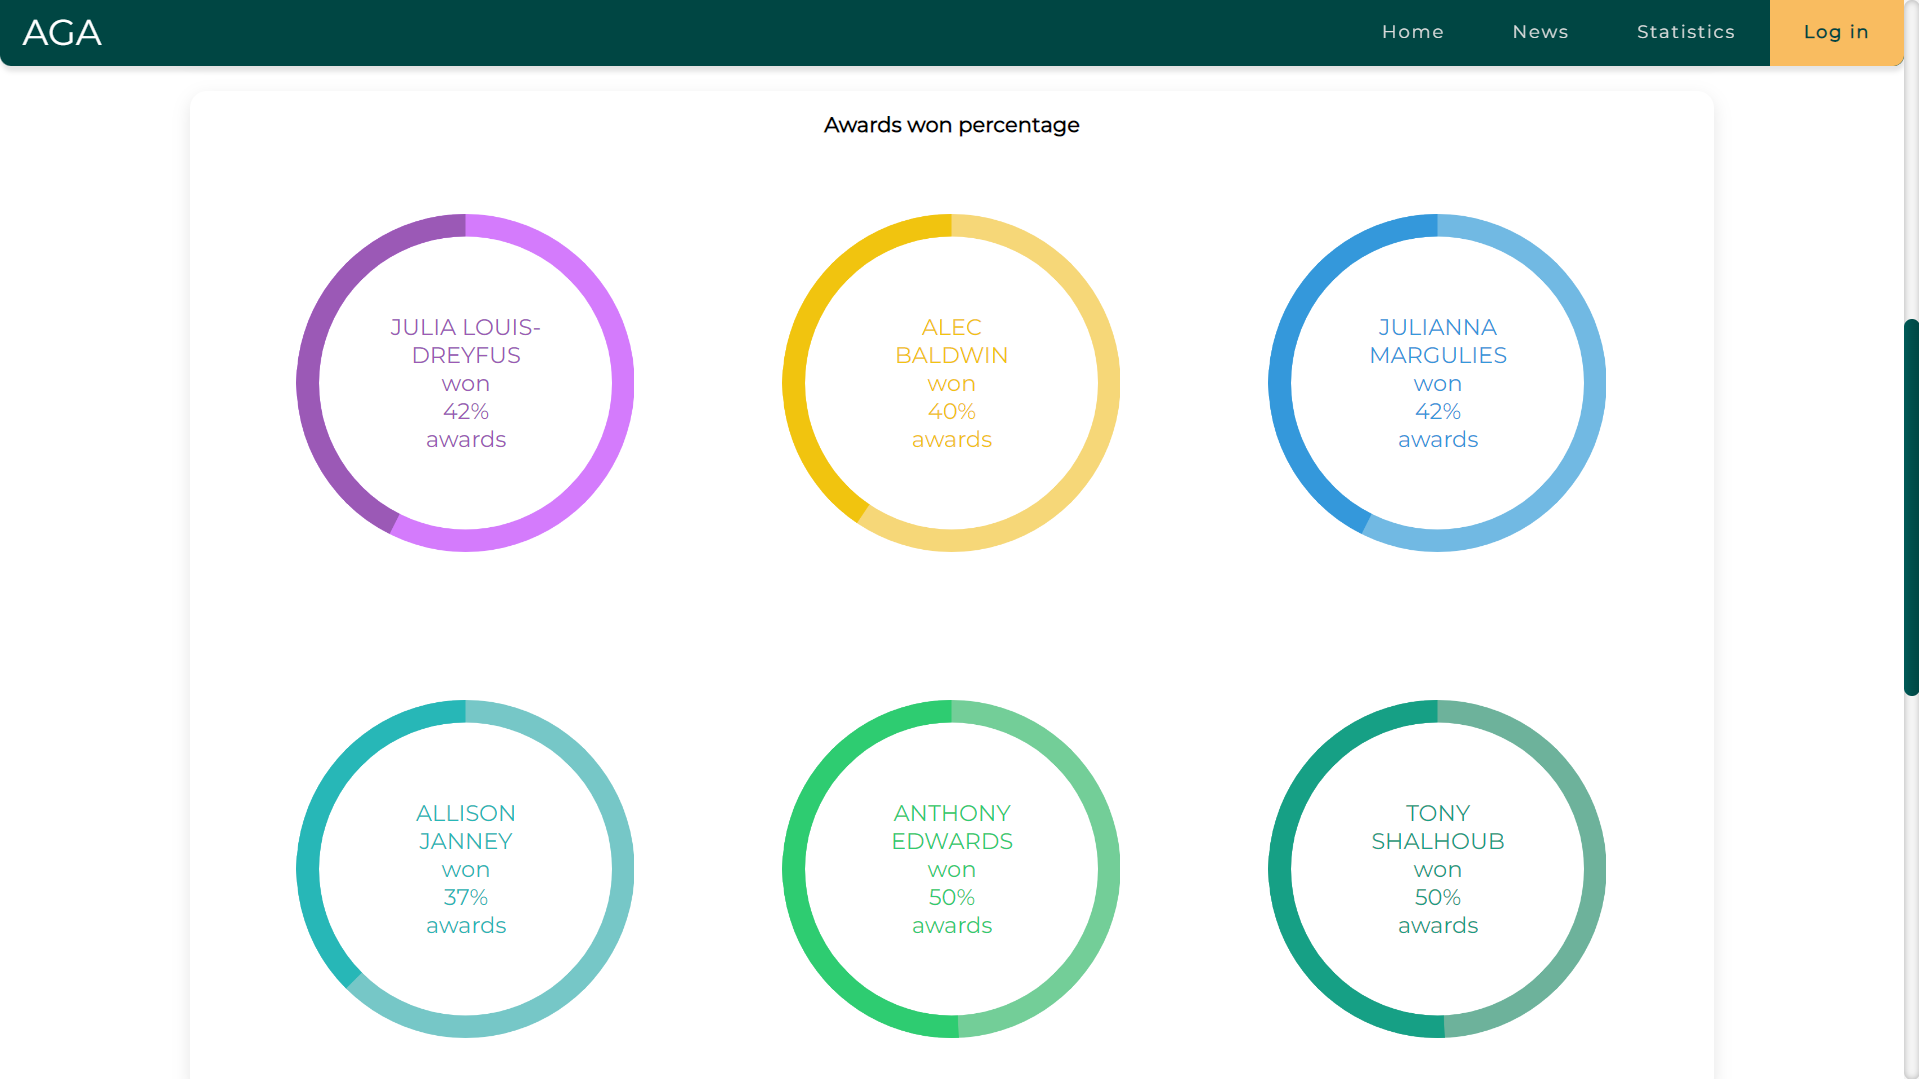 AGA
Home
News
Statistics
Log in
Awards won percentage
JULIA LOUIS-
DREYFUS
won
42%
awards
ALEC
BALDWIN
won
40%
awards
JULIANNA
MARGULIES
won
42%
awards
ALLISON
JANNEY
won
37%
awards
ANTHONY
EDWARDS
won
50%
awards
TONY
SHALHOUB
won
50%
awards